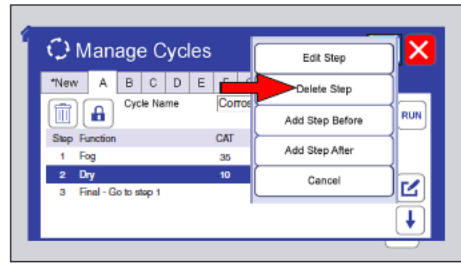 Manage Cycles
*New A B C D E F
Cycle Name
RUN
Step Function CAT
1 Fog 35
2 Dry 10
3 Final - Go to step 1
Edit Step
Delete Step
Add Step Before
Add Step After
Cancel